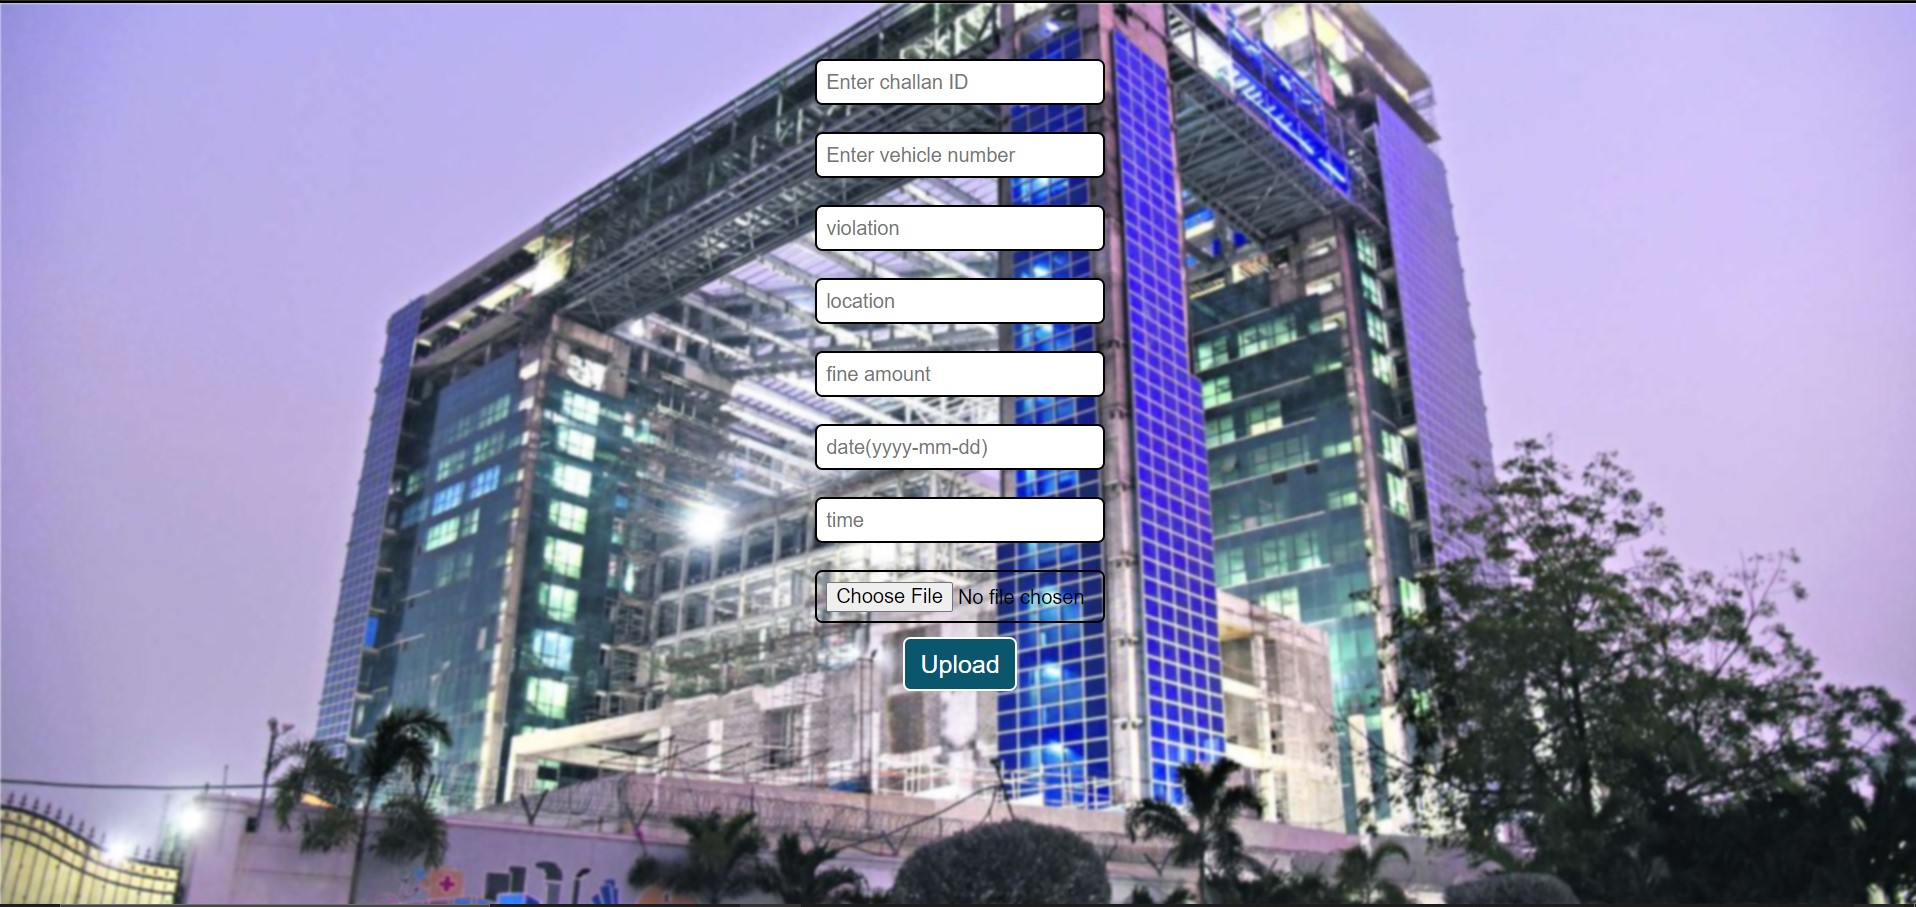 Enter challan ID
Enter vehicle number
violation
location
fine amount
date(yyyy-mm-dd)
time
Choose File No file chosen
Upload